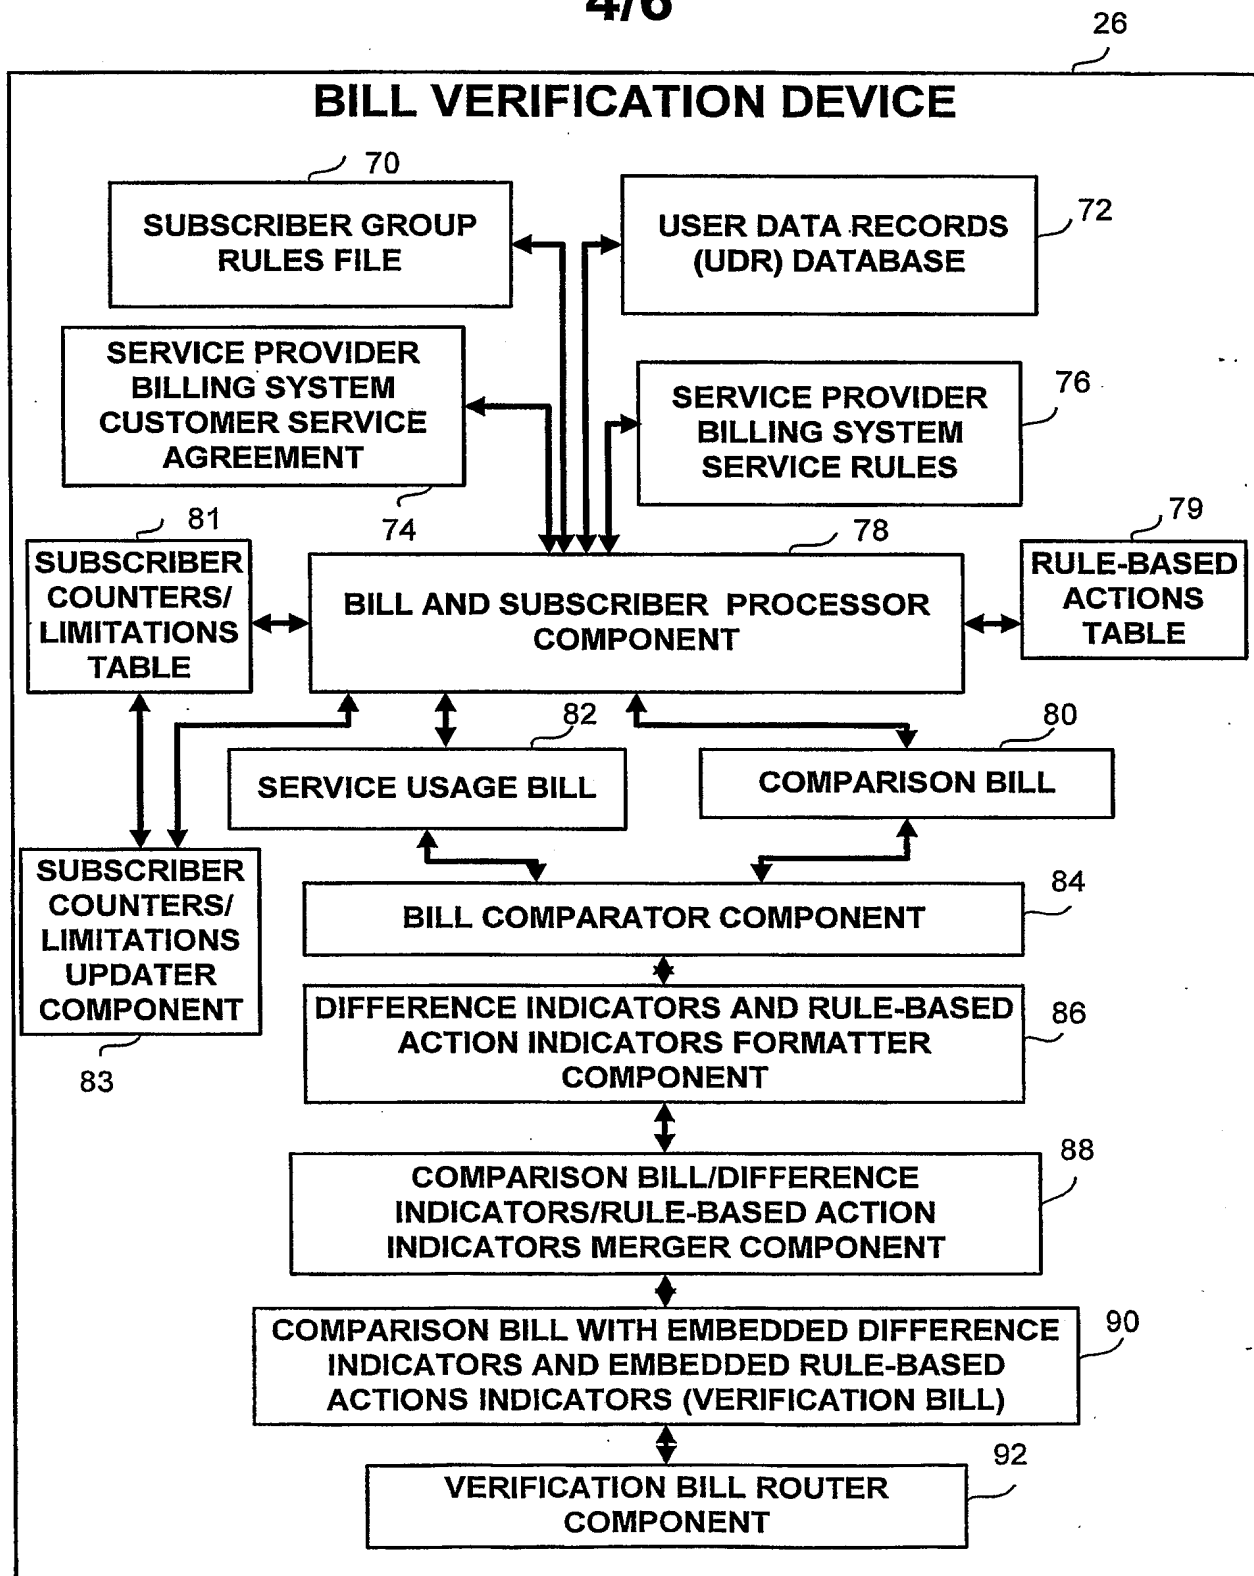 4/6
26
BILL VERIFICATION DEVICE
70
SUBSCRIBER GROUP
RULES FILE
USER DATA RECORDS
(UDR) DATABASE
72
SERVICE PROVIDER
BILLING SYSTEM
CUSTOMER SERVICE
AGREEMENT
74
SERVICE PROVIDER
BILLING SYSTEM
SERVICE RULES
76
81
SUBSCRIBER
COUNTERS/
LIMITATIONS
TABLE
78
BILL AND SUBSCRIBER PROCESSOR
COMPONENT
79
RULE-BASED
ACTIONS
TABLE
82
SERVICE USAGE BILL
80
COMPARISON BILL
SUBSCRIBER
COUNTERS/
LIMITATIONS
UPDATER
COMPONENT
83
84
BILL COMPARATOR COMPONENT
DIFFERENCE INDICATORS AND RULE-BASED
ACTION INDICATORS FORMATTER
COMPONENT
86
88
COMPARISON BILL/DIFFERENCE
INDICATORS/RULE-BASED ACTION
INDICATORS MERGER COMPONENT
COMPARISON BILL WITH EMBEDDED DIFFERENCE
INDICATORS AND EMBEDDED RULE-BASED
ACTIONS INDICATORS (VERIFICATION BILL)
90
92
VERIFICATION BILL ROUTER
COMPONENT